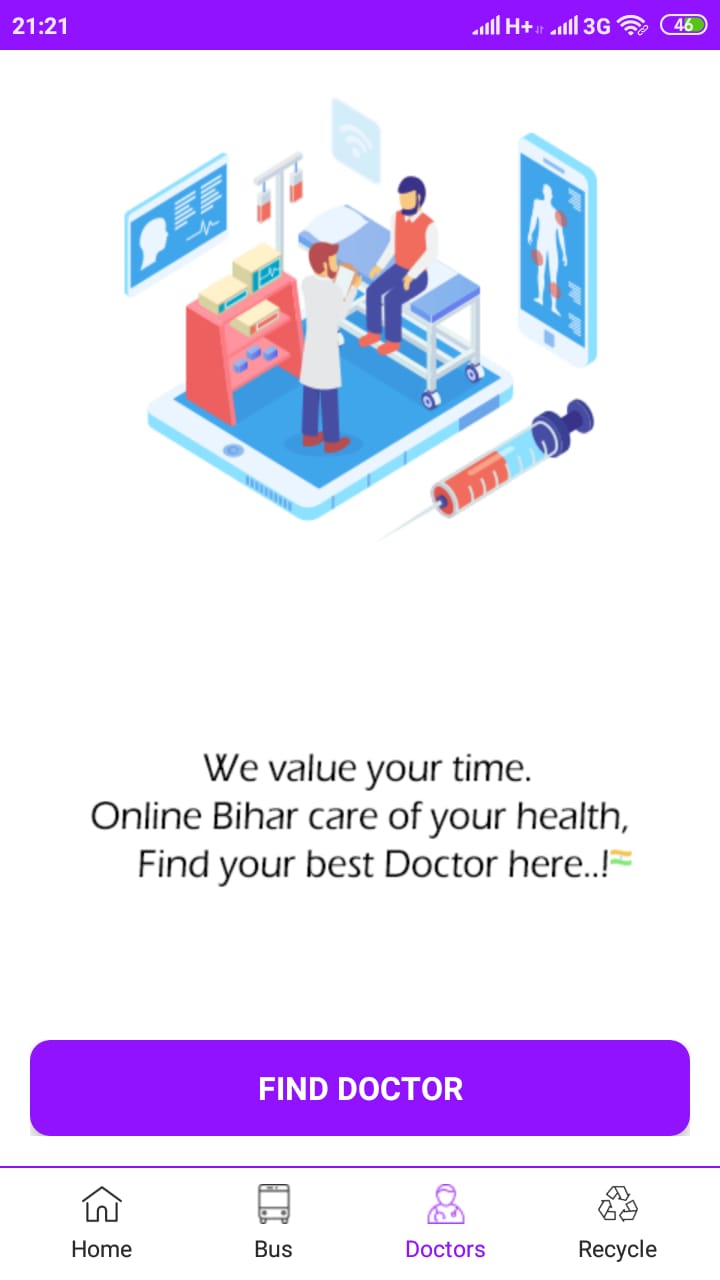 21:21 H+ 3G 46
We value your time.
Online Bihar care of your health,
Find your best Doctor here..!
FIND DOCTOR
Home Bus Doctors Recycle